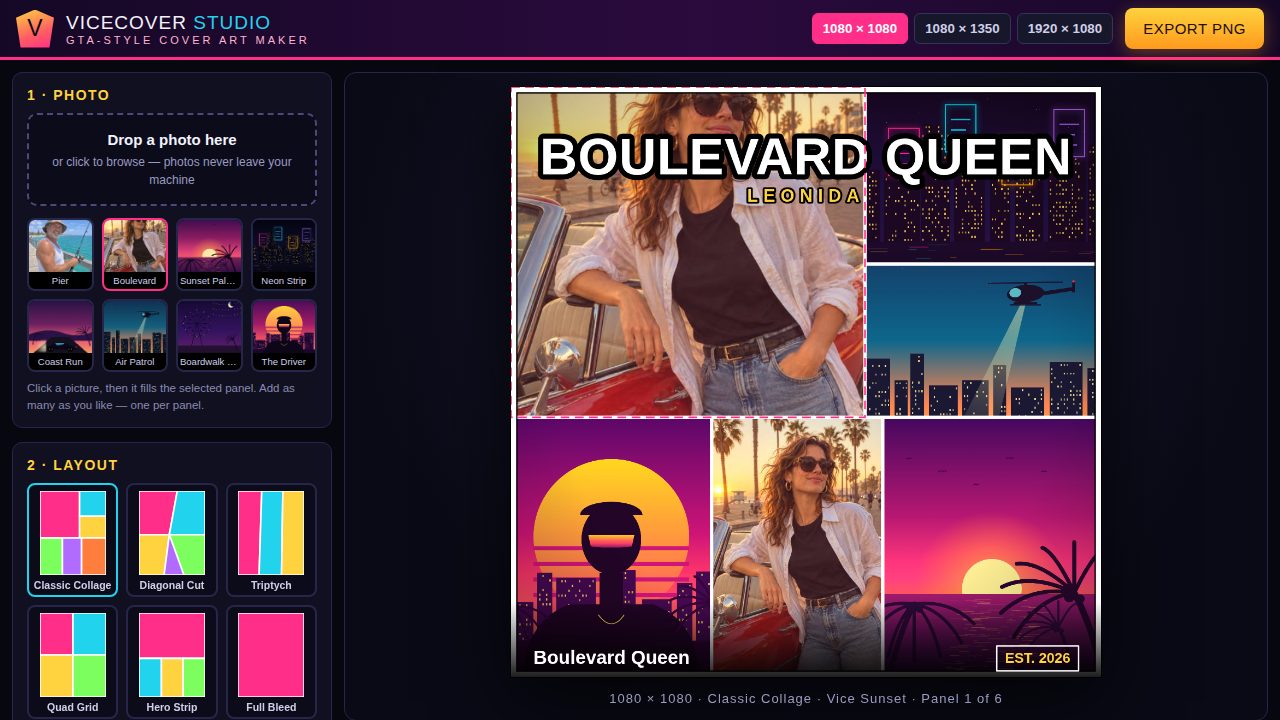 V
VICECOVER STUDIO
GTA-STYLE COVER ART MAKER
1080 × 1080
1080 × 1350
1920 × 1080
EXPORT PNG
1 · PHOTO
Drop a photo here
or click to browse — photos never leave your
machine
Pier
Boulevard
Sunset Pal…
Neon Strip
Coast Run
Air Patrol
Boardwalk …
The Driver
Click a picture, then it fills the selected panel. Add as
many as you like — one per panel.
2 · LAYOUT
Classic Collage
Diagonal Cut
Triptych
Quad Grid
Hero Strip
Full Bleed
BOULEVARD QUEEN
LEONIDA
Boulevard Queen
EST. 2026
1080 × 1080 · Classic Collage · Vice Sunset · Panel 1 of 6